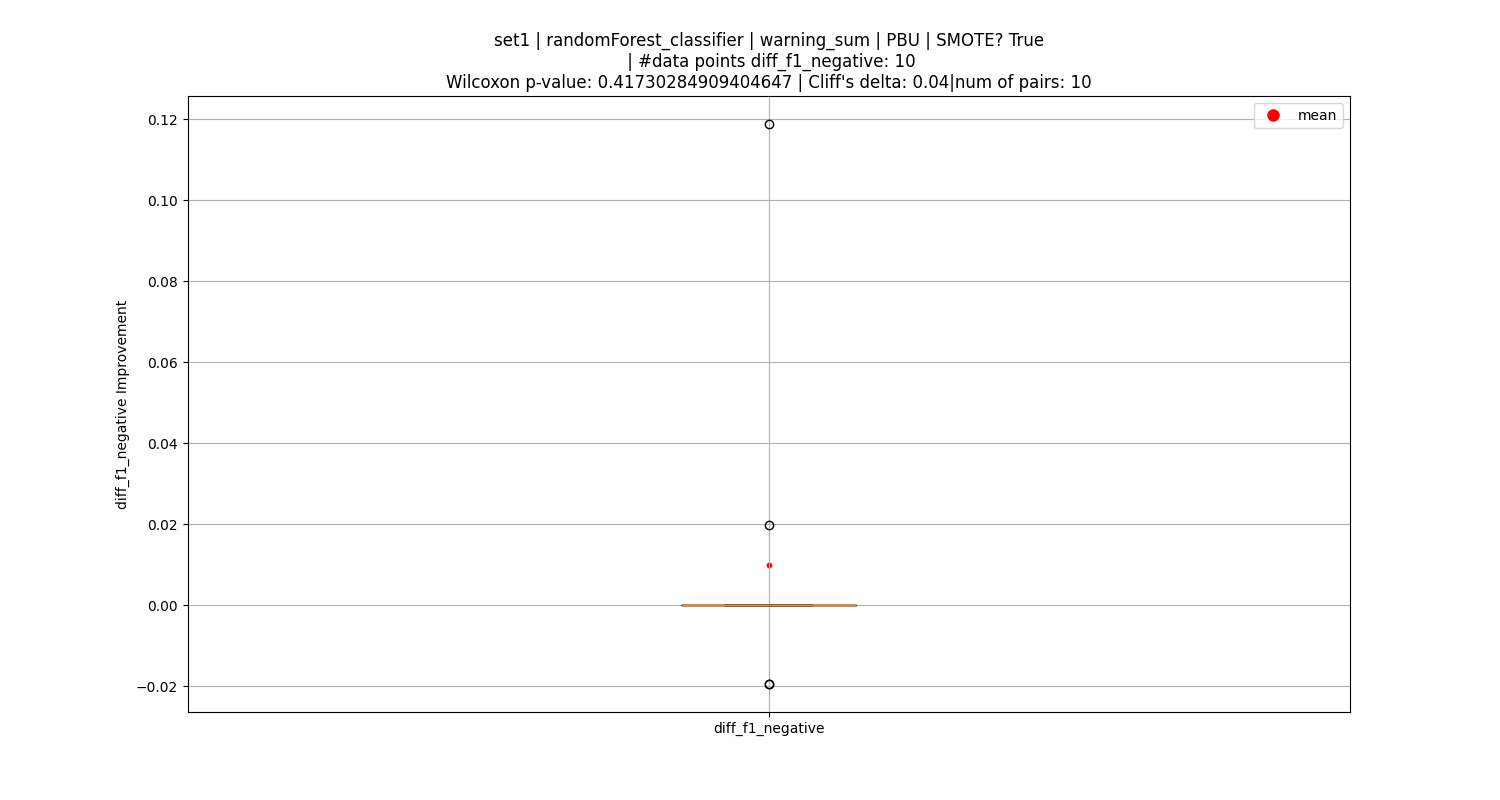 set1 | randomForest_classifier | warning_sum | PBU | SMOTE? True
| #data points diff_f1_negative: 10
Wilcoxon p-value: 0.41730284909404647 | Cliff's delta: 0.04|num of pairs: 10
mean
0.12
0.10
0.08
0.06
0.04
0.02
0.00
−0.02
diff_f1_negative Improvement
diff_f1_negative